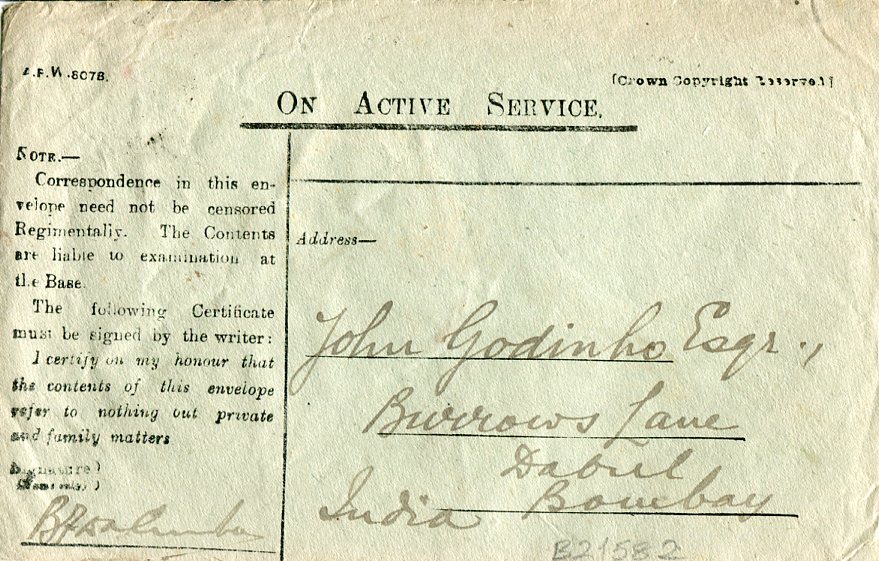 A.F.W.3078.
[Crown Copyright Reserved.]
ON ACTIVE SERVICE.
NOTE.—
Correspondence in this en-
velope need not be censored
Regimentally. The Contents
are liable to examination at
the Base.
The following Certificate
must be signed by the writer:
I certify on my honour that
the contents of this envelope
refer to nothing but private
and family matters
Signature)
Address—
John Godinho Esqr.,
Burrows Lane
Dabul
India Bombay
B21582